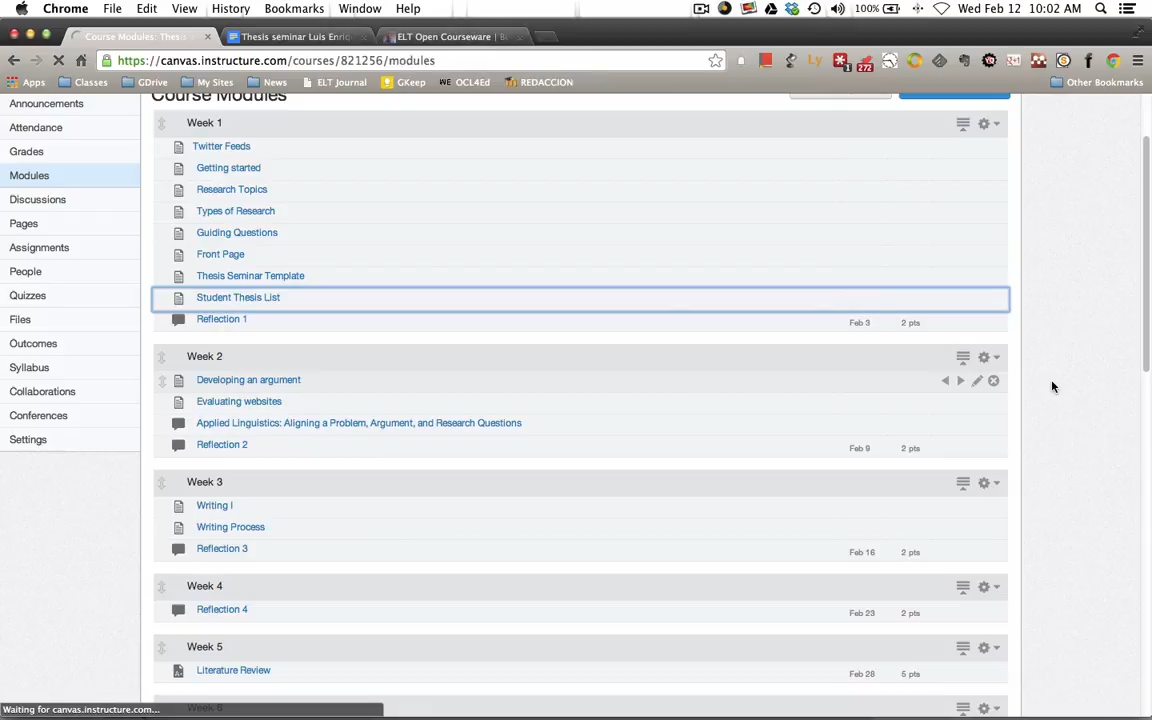 Chrome File Edit View History Bookmarks Window Help 100% Wed Feb 12 10:02 AM
Course Modules: Thesis Thesis seminar Luis Enriq ELT Open Courseware | B
https://canvas.instructure.com/courses/821256/modules Ly 1 272
Apps Classes GDrive My Sites News ELT Journal GKeep WE OCL4Ed REDACCION Other Bookmarks
Announcements
Attendance
Grades
Modules
Discussions
Pages
Assignments
People
Quizzes
Files
Outcomes
Syllabus
Collaborations
Conferences
Settings
Course Modules
Week 1
Twitter Feeds
Getting started
Research Topics
Types of Research
Guiding Questions
Front Page
Thesis Seminar Template
Student Thesis List
Reflection 1 Feb 3 2 pts
Week 2
Developing an argument
Evaluating websites
Applied Linguistics: Aligning a Problem, Argument, and Research Questions
Reflection 2 Feb 9 2 pts
Week 3
Writing I
Writing Process
Reflection 3 Feb 16 2 pts
Week 4
Reflection 4 Feb 23 2 pts
Week 5
Literature Review Feb 28 5 pts
Week 6
Waiting for canvas.instructure.com...